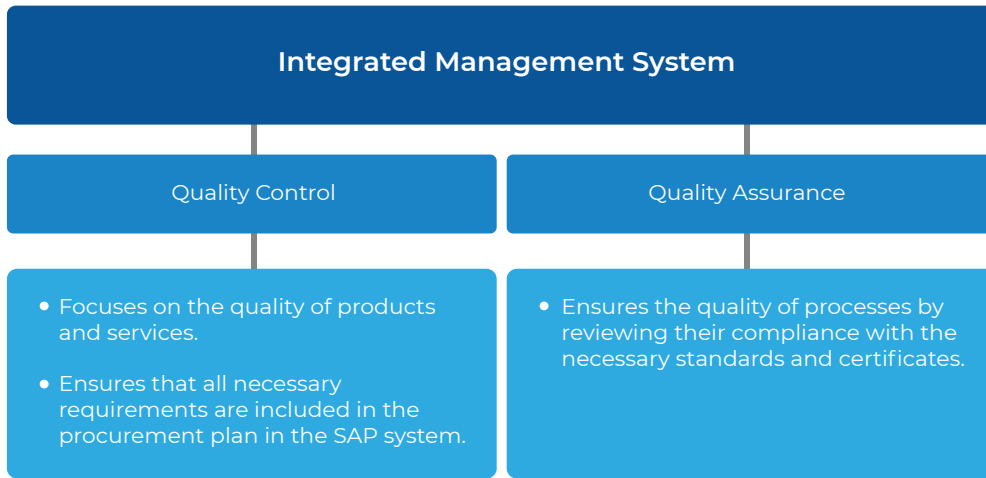 Integrated Management System
Quality Control
Quality Assurance
• Focuses on the quality of products
and services.
• Ensures that all necessary
requirements are included in the
procurement plan in the SAP system.
• Ensures the quality of processes by
reviewing their compliance with the
necessary standards and certificates.